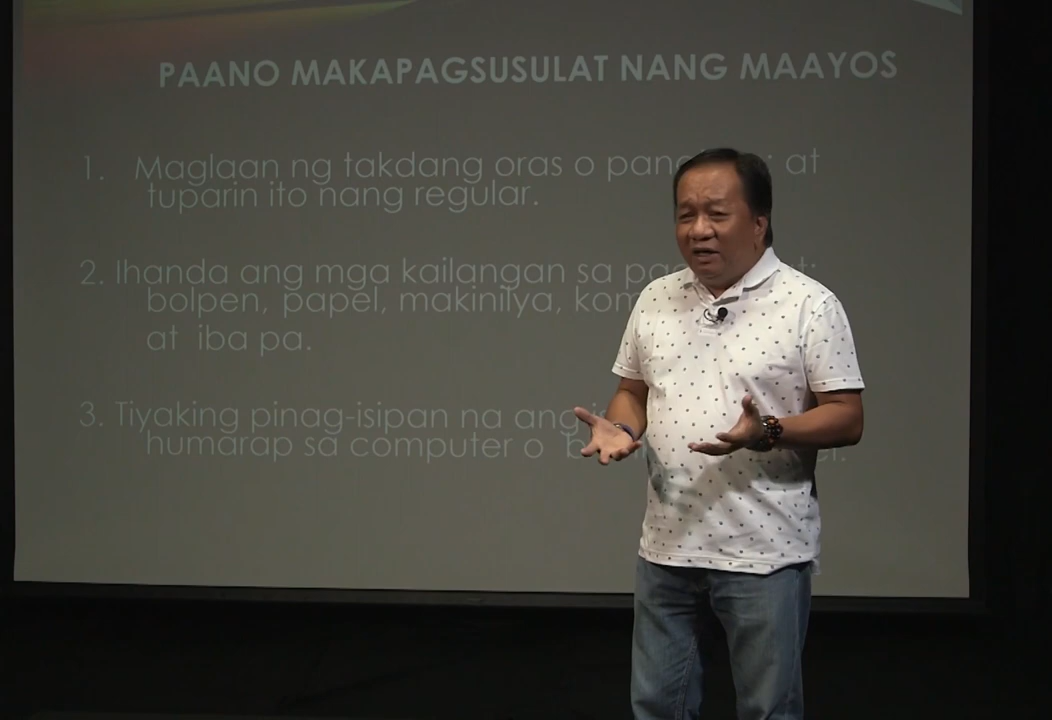 PAANO MAKAPAGSUSULAT NANG MAAYOS
1. Maglaan ng takdang oras o at
tuparin ito nang regular.
2. Ihanda ang mga kailangan sa
bolpen, papel, makinilya,
at iba pa.
3. Tiyaking pinag-isipan na
humarap sa computer o